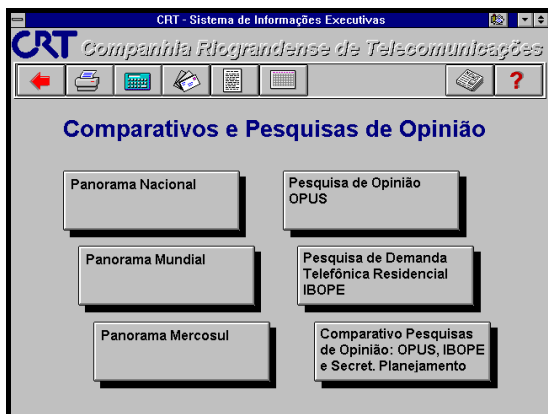 CRT - Sistema de Informações Executivas
CRT Companhia Riograndense de Telecomunicações
?
Comparativos e Pesquisas de Opinião
Panorama Nacional
Pesquisa de Opinião
OPUS
Panorama Mundial
Pesquisa de Demanda
Telefônica Residencial
IBOPE
Panorama Mercosul
Comparativo Pesquisas
de Opinião: OPUS, IBOPE
e Secret. Planejamento